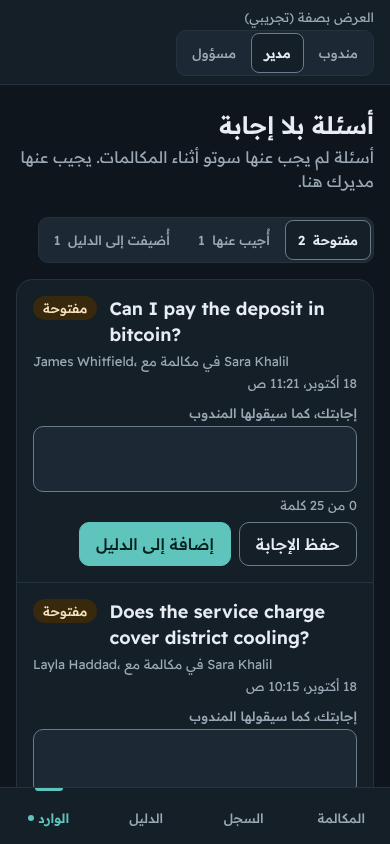 العرض بصفة (تجريبي)
مندوب
مدير
مسؤول
أسئلة بلا إجابة
أسئلة لم يجب عنها سوتو أثناء المكالمات. يجيب عنها
مديرك هنا.
مفتوحة 2
أُجيب عنها 1
أُضيفت إلى الدليل 1
Can I pay the deposit in
bitcoin?
مفتوحة
James Whitfield، في مكالمة مع Sara Khalil
18 أكتوبر، 11:21 ص
إجابتك، كما سيقولها المندوب
0 من 25 كلمة
حفظ الإجابة
إضافة إلى الدليل
Does the service charge
cover district cooling?
مفتوحة
Layla Haddad، في مكالمة مع Sara Khalil
18 أكتوبر، 10:15 ص
إجابتك، كما سيقولها المندوب
المكالمة
السجل
الدليل
الوارد